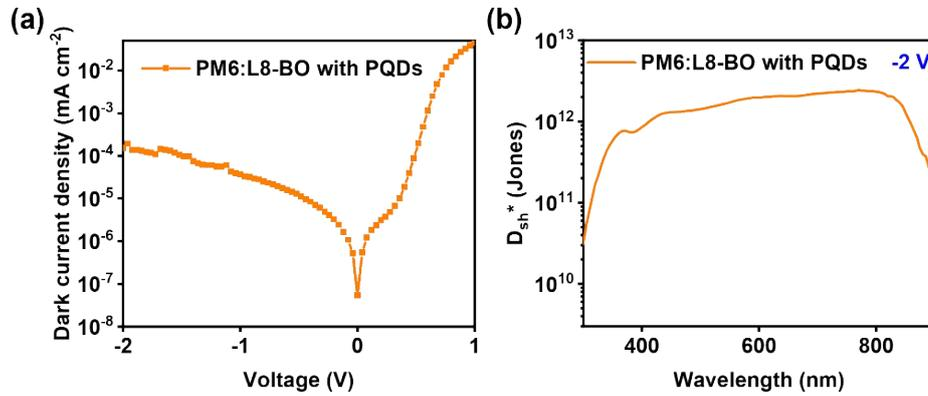 (a)
Dark current density (mA cm⁻²)
PM6:L8-BO with PQDs
10⁻²
10⁻³
10⁻⁴
10⁻⁵
10⁻⁶
10⁻⁷
10⁻⁸
-2 -1 0 1
Voltage (V)
(b)
Dsh* (Jones)
PM6:L8-BO with PQDs -2 V
10¹³
10¹²
10¹¹
10¹⁰
400 600 800
Wavelength (nm)